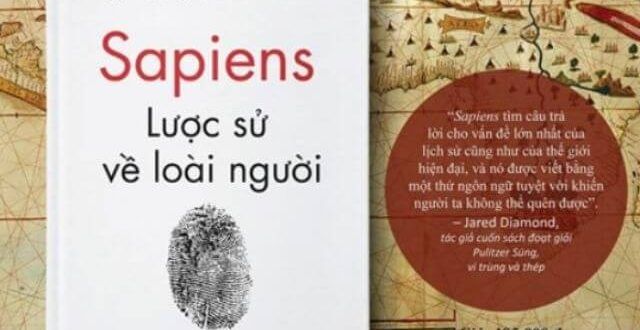 Sapiens
Lược sử
về loài người
“Sapiens tìm câu trả
lời cho vấn đề lớn nhất của
lịch sử cũng như của thế giới
hiện đại, và nó được viết bằng
một thứ ngôn ngữ tuyệt vời khiến
người ta không thể quên được”.
– Jared Diamond,
tác giả cuốn sách đoạt giải
Pulitzer Súng,
vi trùng và thép